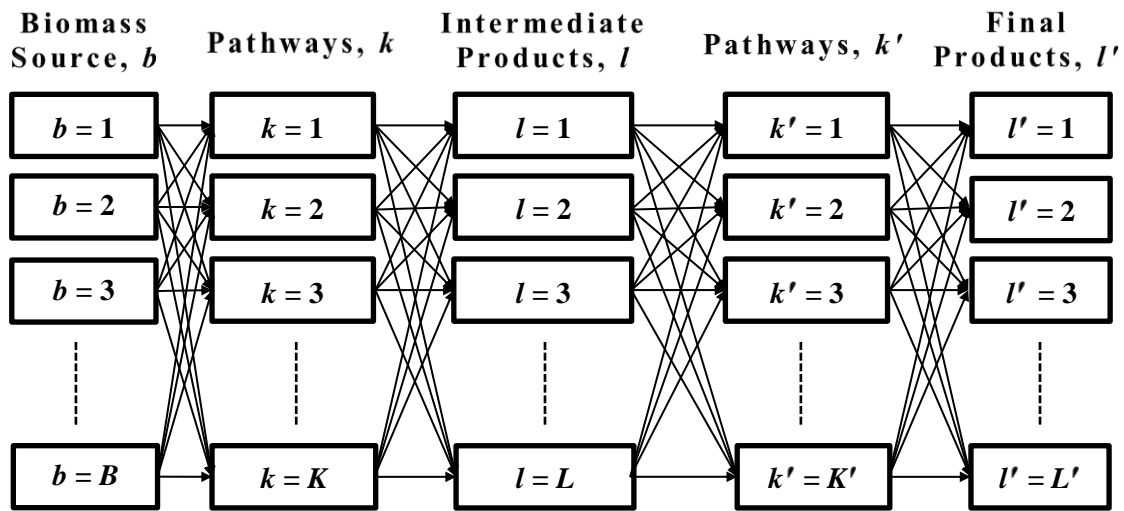 Biomass
Source, b
Pathways, k
Intermediate
Products, l
Pathways, k'
Final
Products, l'
b = 1
k = 1
l = 1
k' = 1
l' = 1
b = 2
k = 2
l = 2
k' = 2
l' = 2
b = 3
k = 3
l = 3
k' = 3
l' = 3
b = B
k = K
l = L
k' = K'
l' = L'